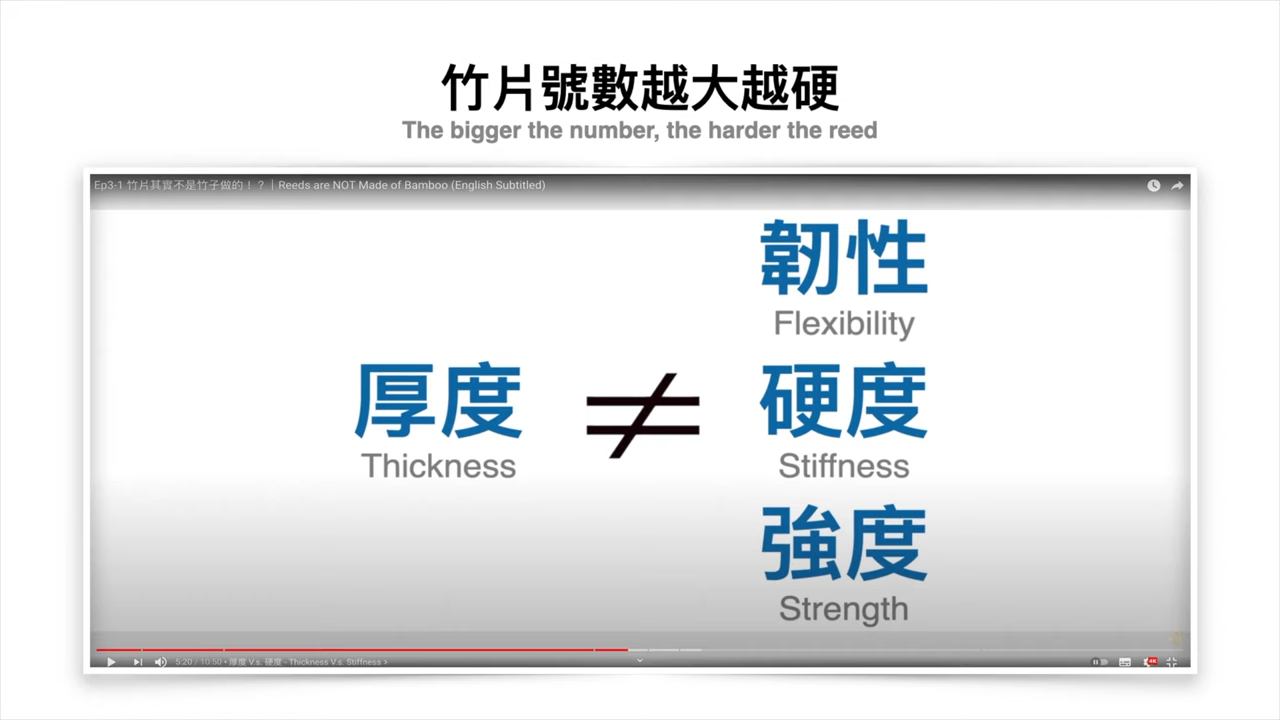 竹片號數越大越硬
The bigger the number, the harder the reed
Ep3-1 竹片其實不是竹子做的！？｜Reeds are NOT Made of Bamboo (English Subtitled)
韌性
Flexibility
厚度
Thickness
≠
硬度
Stiffness
強度
Strength
5:20 / 10:50 • 厚度 V.s. 硬度 - Thickness V.s. Stiffness >
4K